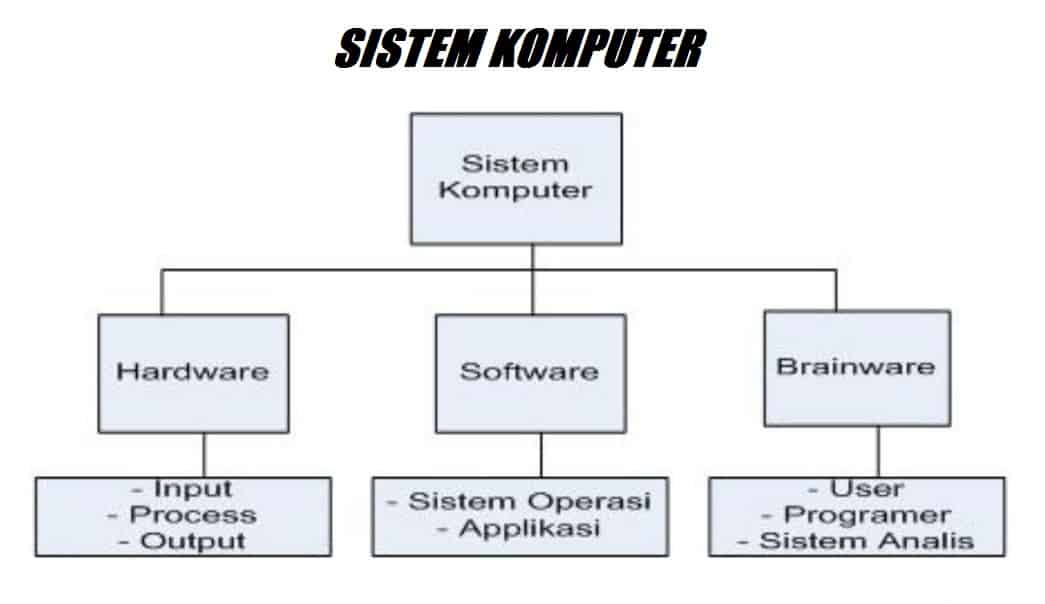 SISTEM KOMPUTER
Sistem
Komputer
Hardware
Software
Brainware
- Input
- Process
- Output
- Sistem Operasi
- Applikasi
- User
- Programer
- Sistem Analis